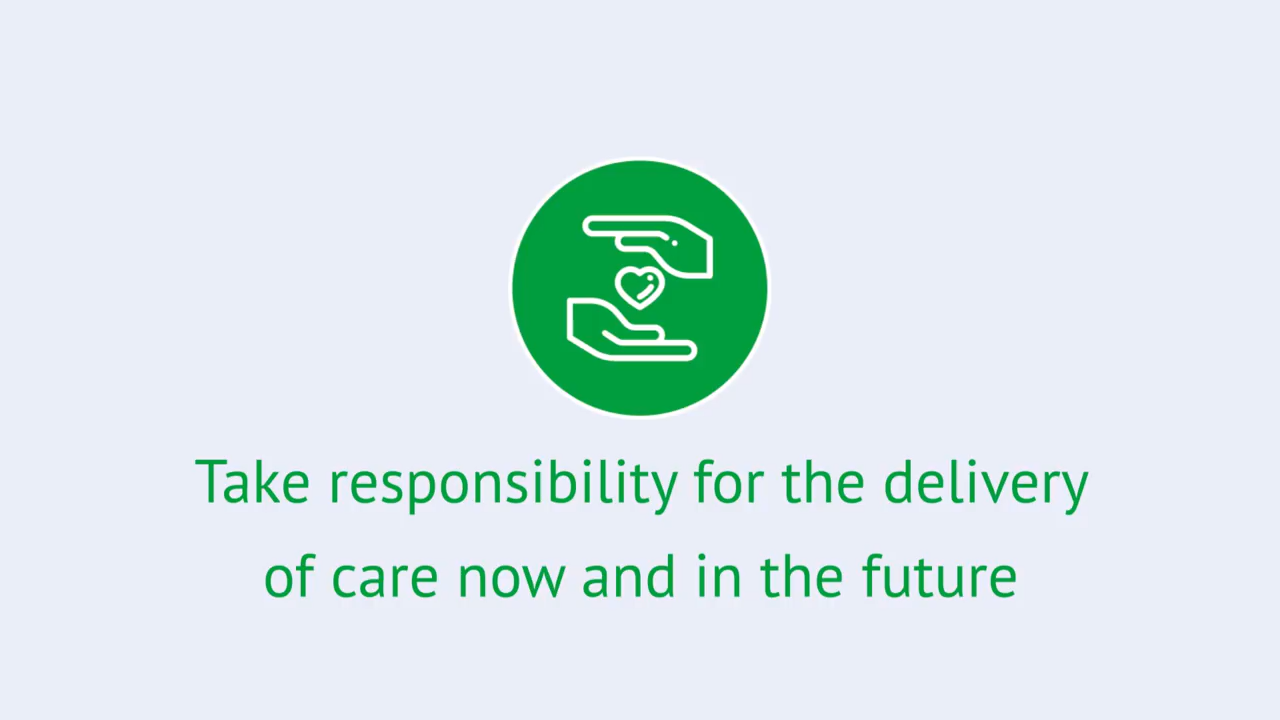 Take responsibility for the delivery
of care now and in the future